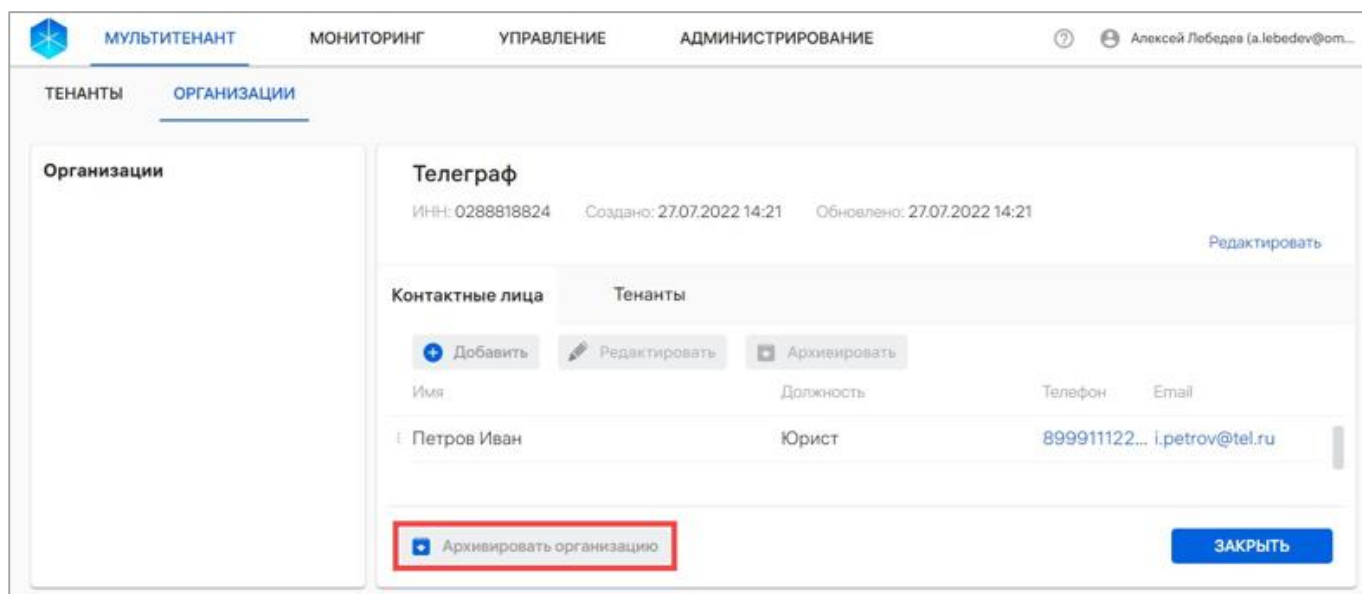 МУЛЬТИТЕНАНТ МОНИТОРИНГ УПРАВЛЕНИЕ АДМИНИСТРИРОВАНИЕ Алексей Лебедев (a.lebedev@om...
ТЕНАНТЫ ОРГАНИЗАЦИИ
Организации
Телеграф
ИНН: 0288818824 Создано: 27.07.2022 14:21 Обновлено: 27.07.2022 14:21
Редактировать
Контактные лица Тенанты
Добавить Редактировать Архивировать
Имя Должность Телефон Email
Петров Иван Юрист 899911122... i.petrov@tel.ru
Архивировать организацию ЗАКРЫТЬ